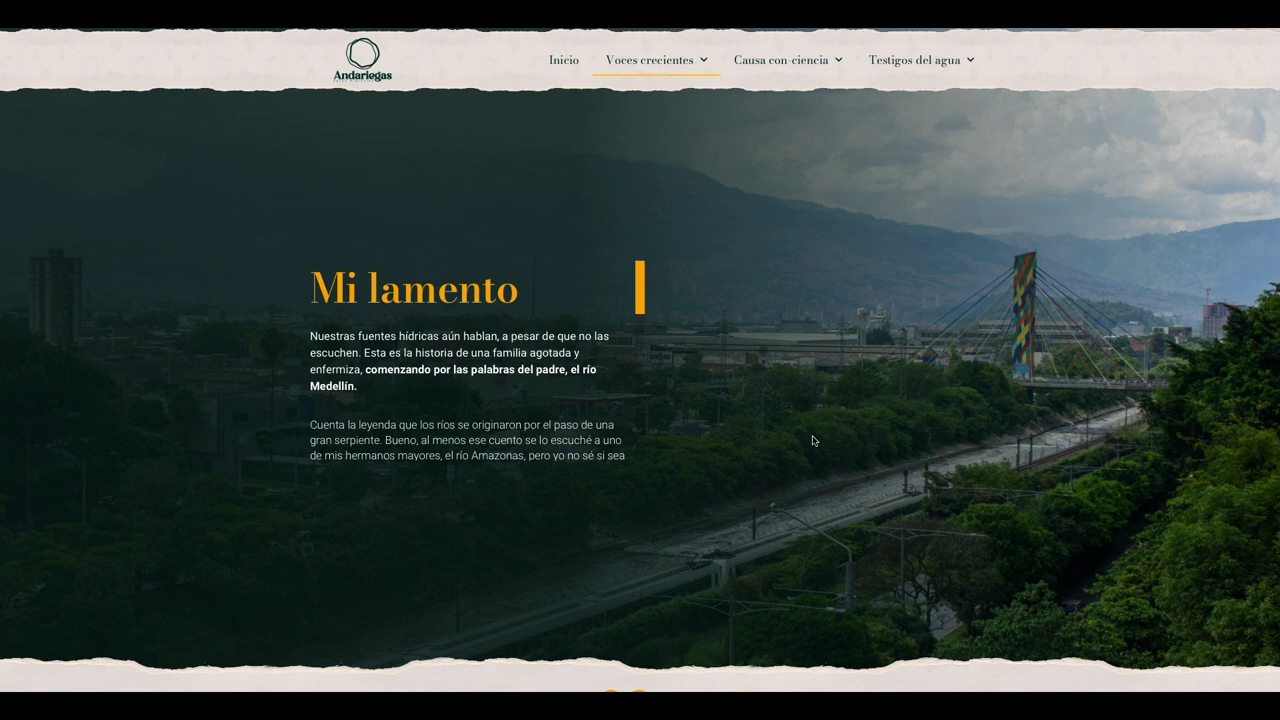 Andariegas
Inicio
Voces crecientes
Causa con-ciencia
Testigos del agua
Mi lamento
Nuestras fuentes hídricas aún hablan, a pesar de que no las
escuchen. Esta es la historia de una familia agotada y
enfermiza, comenzando por las palabras del padre, el río
Medellín.
Cuenta la leyenda que los ríos se originaron por el paso de una
gran serpiente. Bueno, al menos ese cuento se lo escuché a uno
de mis hermanos mayores, el río Amazonas, pero yo no sé si sea